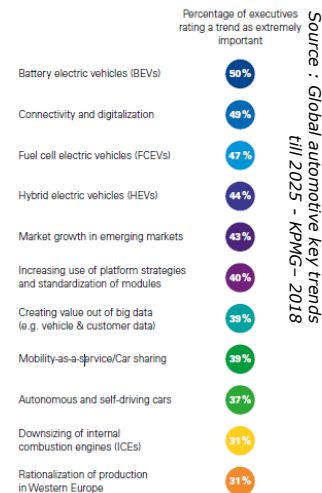 Percentage of executives
rating a trend as extremely
important
Battery electric vehicles (BEVs)
50%
Connectivity and digitalization
49%
Fuel cell electric vehicles (FCEVs)
47%
Hybrid electric vehicles (HEVs)
44%
Market growth in emerging markets
43%
Increasing use of platform strategies
and standardization of modules
40%
Creating value out of big data
(e.g. vehicle & customer data)
39%
Mobility-as-a-service/Car sharing
39%
Autonomous and self-driving cars
37%
Downsizing of internal
combustion engines (ICEs)
31%
Rationalization of production
in Western Europe
31%
Source : Global automotive key trends
till 2025 - KPMG– 2018